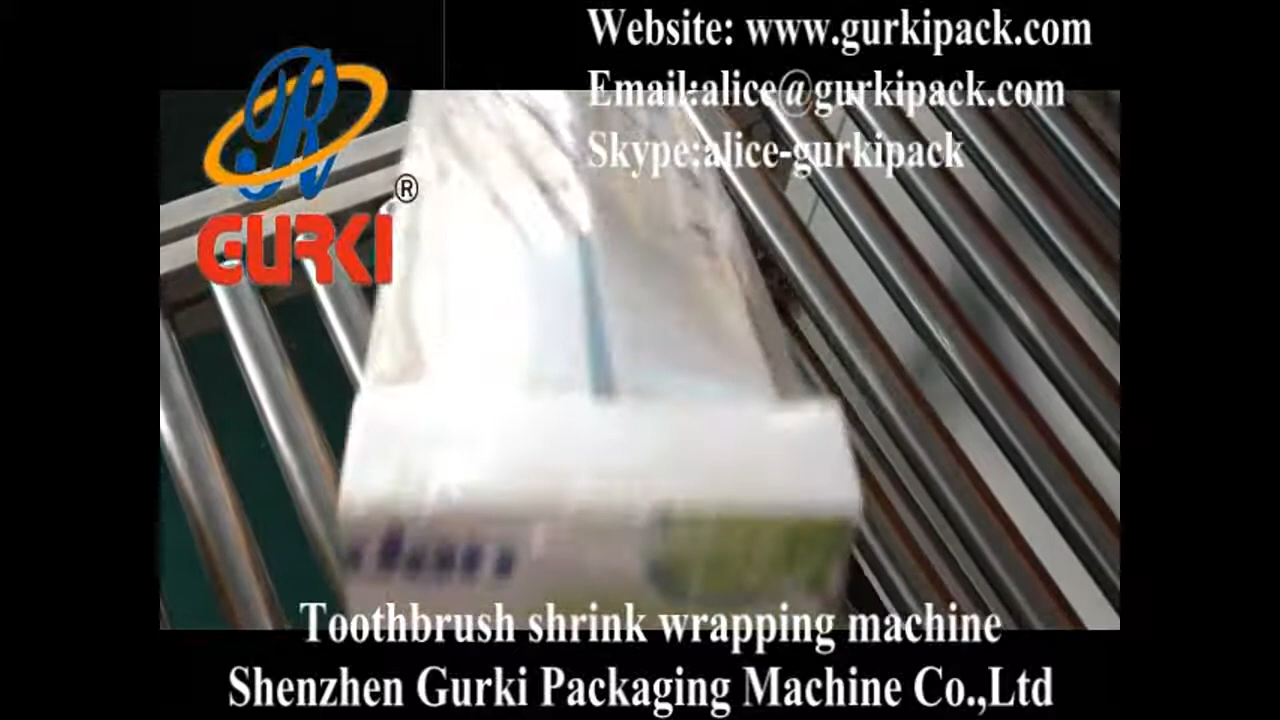 Website: www.gurkipack.com
Email:alice@gurkipack.com
Skype:alice-gurkipack
R
®
GURKI
Toothbrush shrink wrapping machine
Shenzhen Gurki Packaging Machine Co.,Ltd